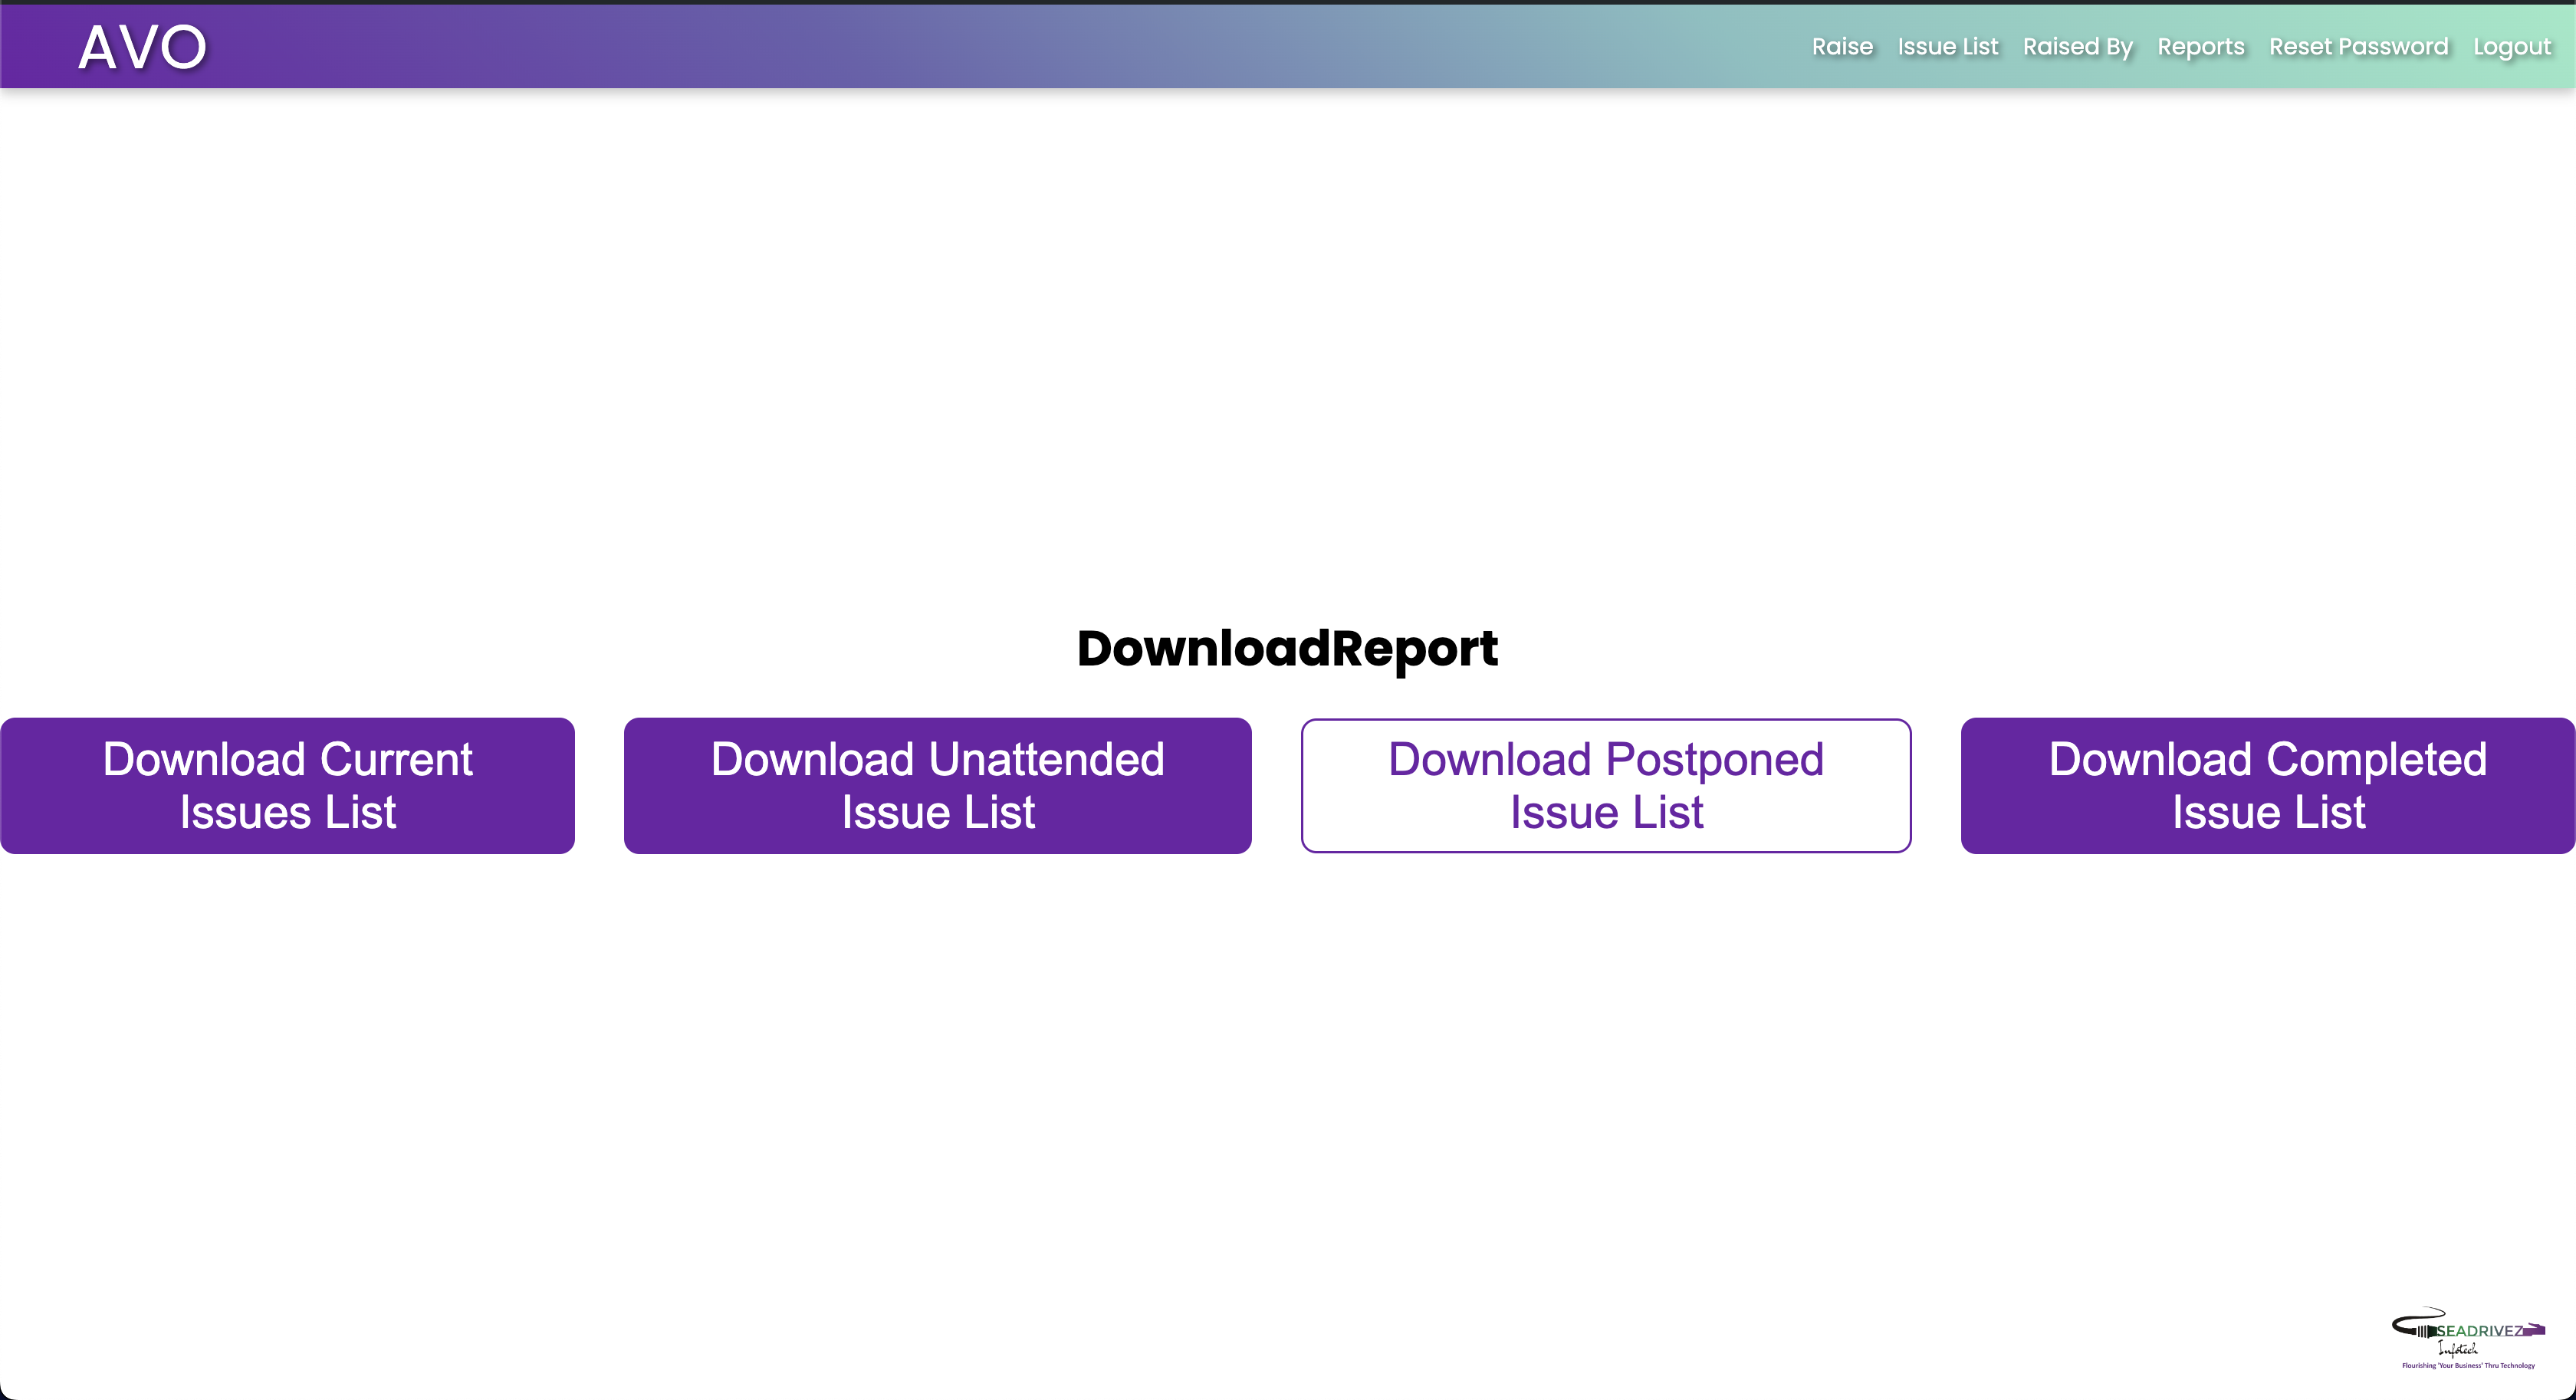 AVO
Raise Issue List Raised By Reports Reset Password Logout
DownloadReport
Download Current
Issues List
Download Unattended
Issue List
Download Postponed
Issue List
Download Completed
Issue List
SEADRIVEZ
Infotech
Flourishing 'Your Business' Thru Technology